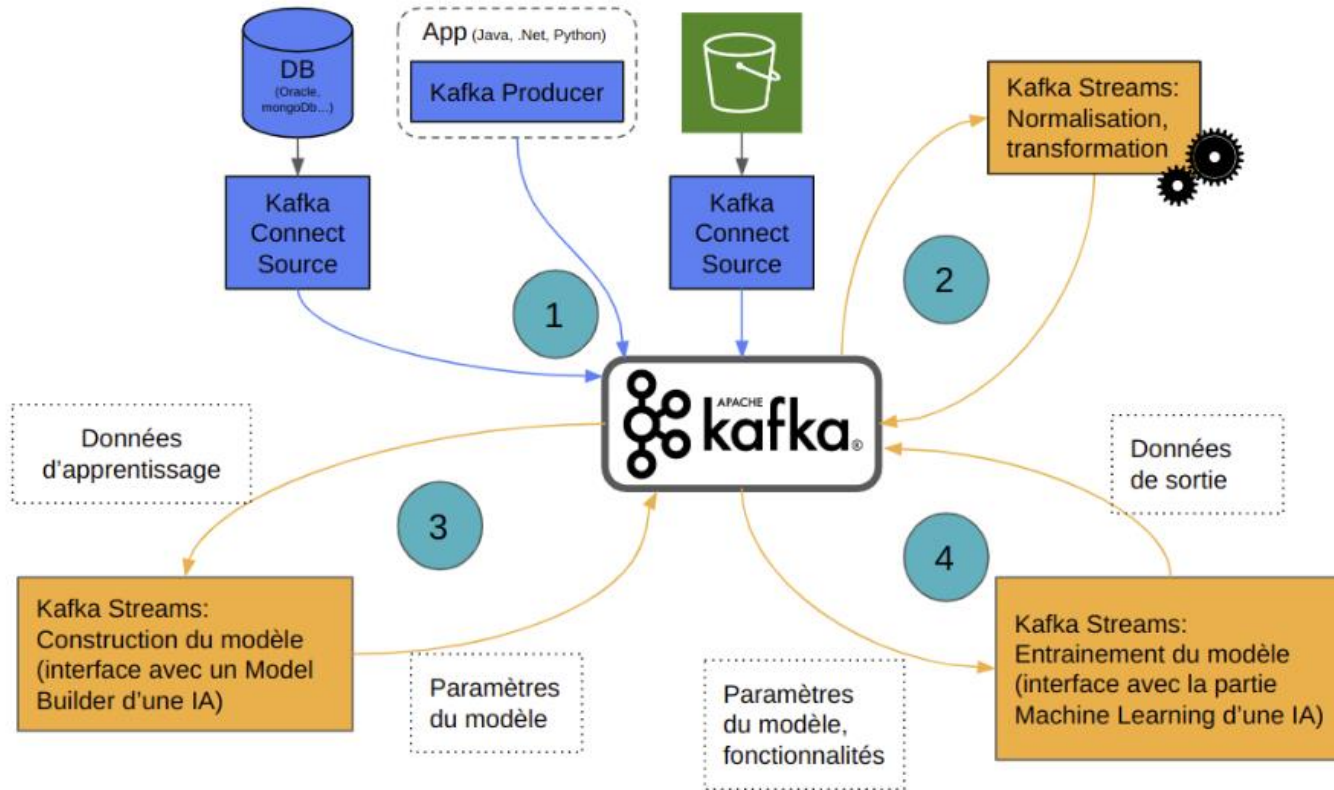 DB
(Oracle,
mongoDb...)
App (Java, .Net, Python)
Kafka Producer
Kafka
Connect
Source
Kafka
Connect
Source
Kafka Streams:
Normalisation,
transformation
1
2
APACHE
kafka®
Données
d'apprentissage
Données
de sortie
3
4
Kafka Streams:
Construction du modèle
(interface avec un Model
Builder d'une IA)
Paramètres
du modèle
Paramètres
du modèle,
fonctionnalités
Kafka Streams:
Entrainement du modèle
(interface avec la partie
Machine Learning d'une IA)